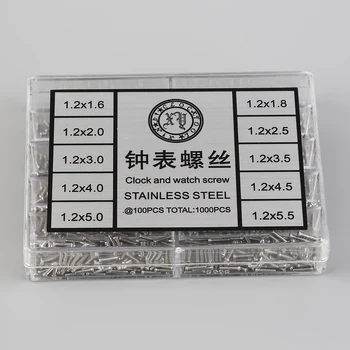 1.2x1.6
1.2x2.0
1.2x3.0
1.2x4.0
1.2x5.0
XY
钟表螺丝
Clock and watch screw
STAINLESS STEEL
.@100PCS TOTAL:1000PCS
1.2x1.8
1.2x2.5
1.2x3.5
1.2x4.5
1.2x5.5